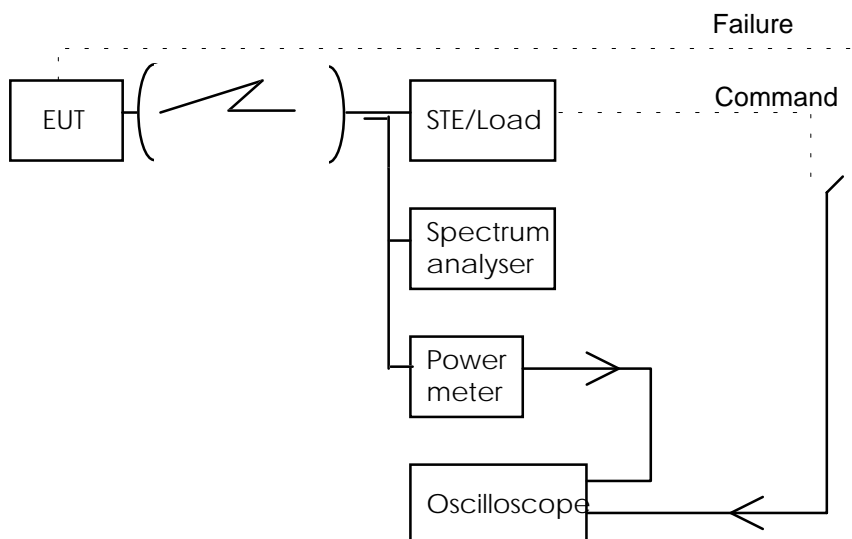 Failure
Command
EUT
STE/Load
Spectrum
analyser
Power
meter
Oscilloscope